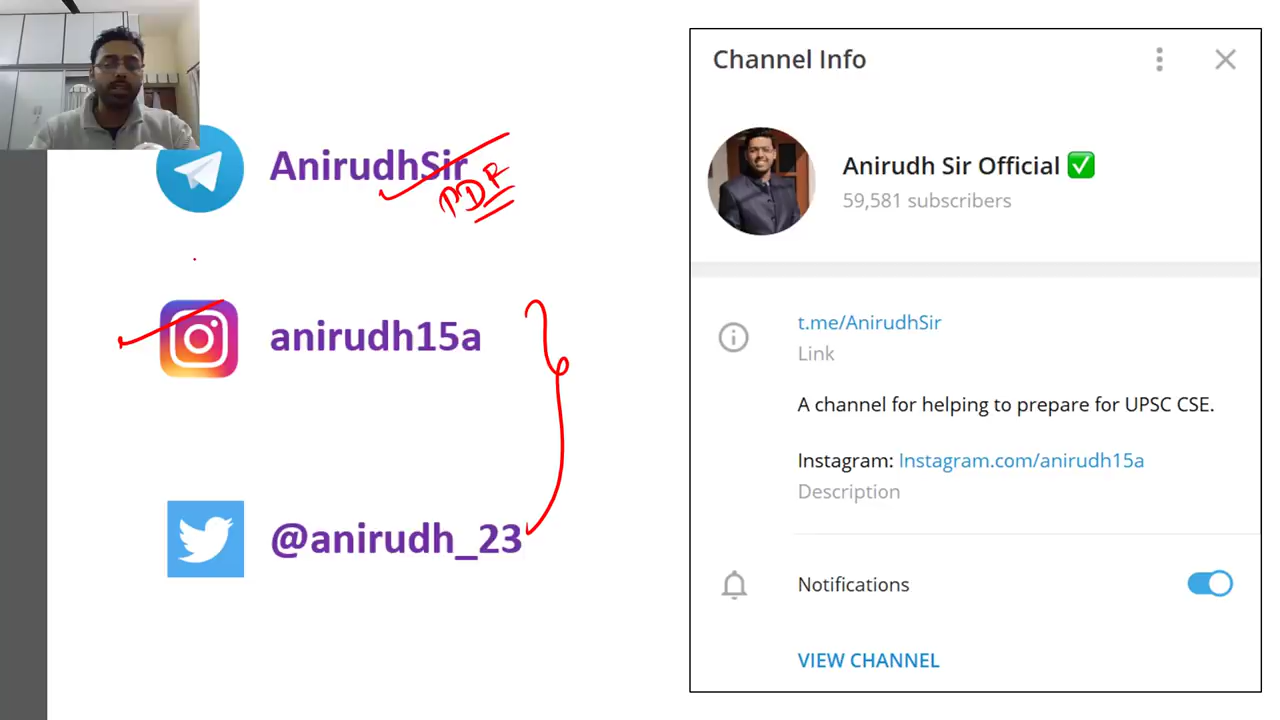 AnirudhSir
PDF
anirudh15a
@anirudh_23
Channel Info
Anirudh Sir Official ✅
59,581 subscribers
t.me/AnirudhSir
Link
A channel for helping to prepare for UPSC CSE.
Instagram: Instagram.com/anirudh15a
Description
Notifications
VIEW CHANNEL